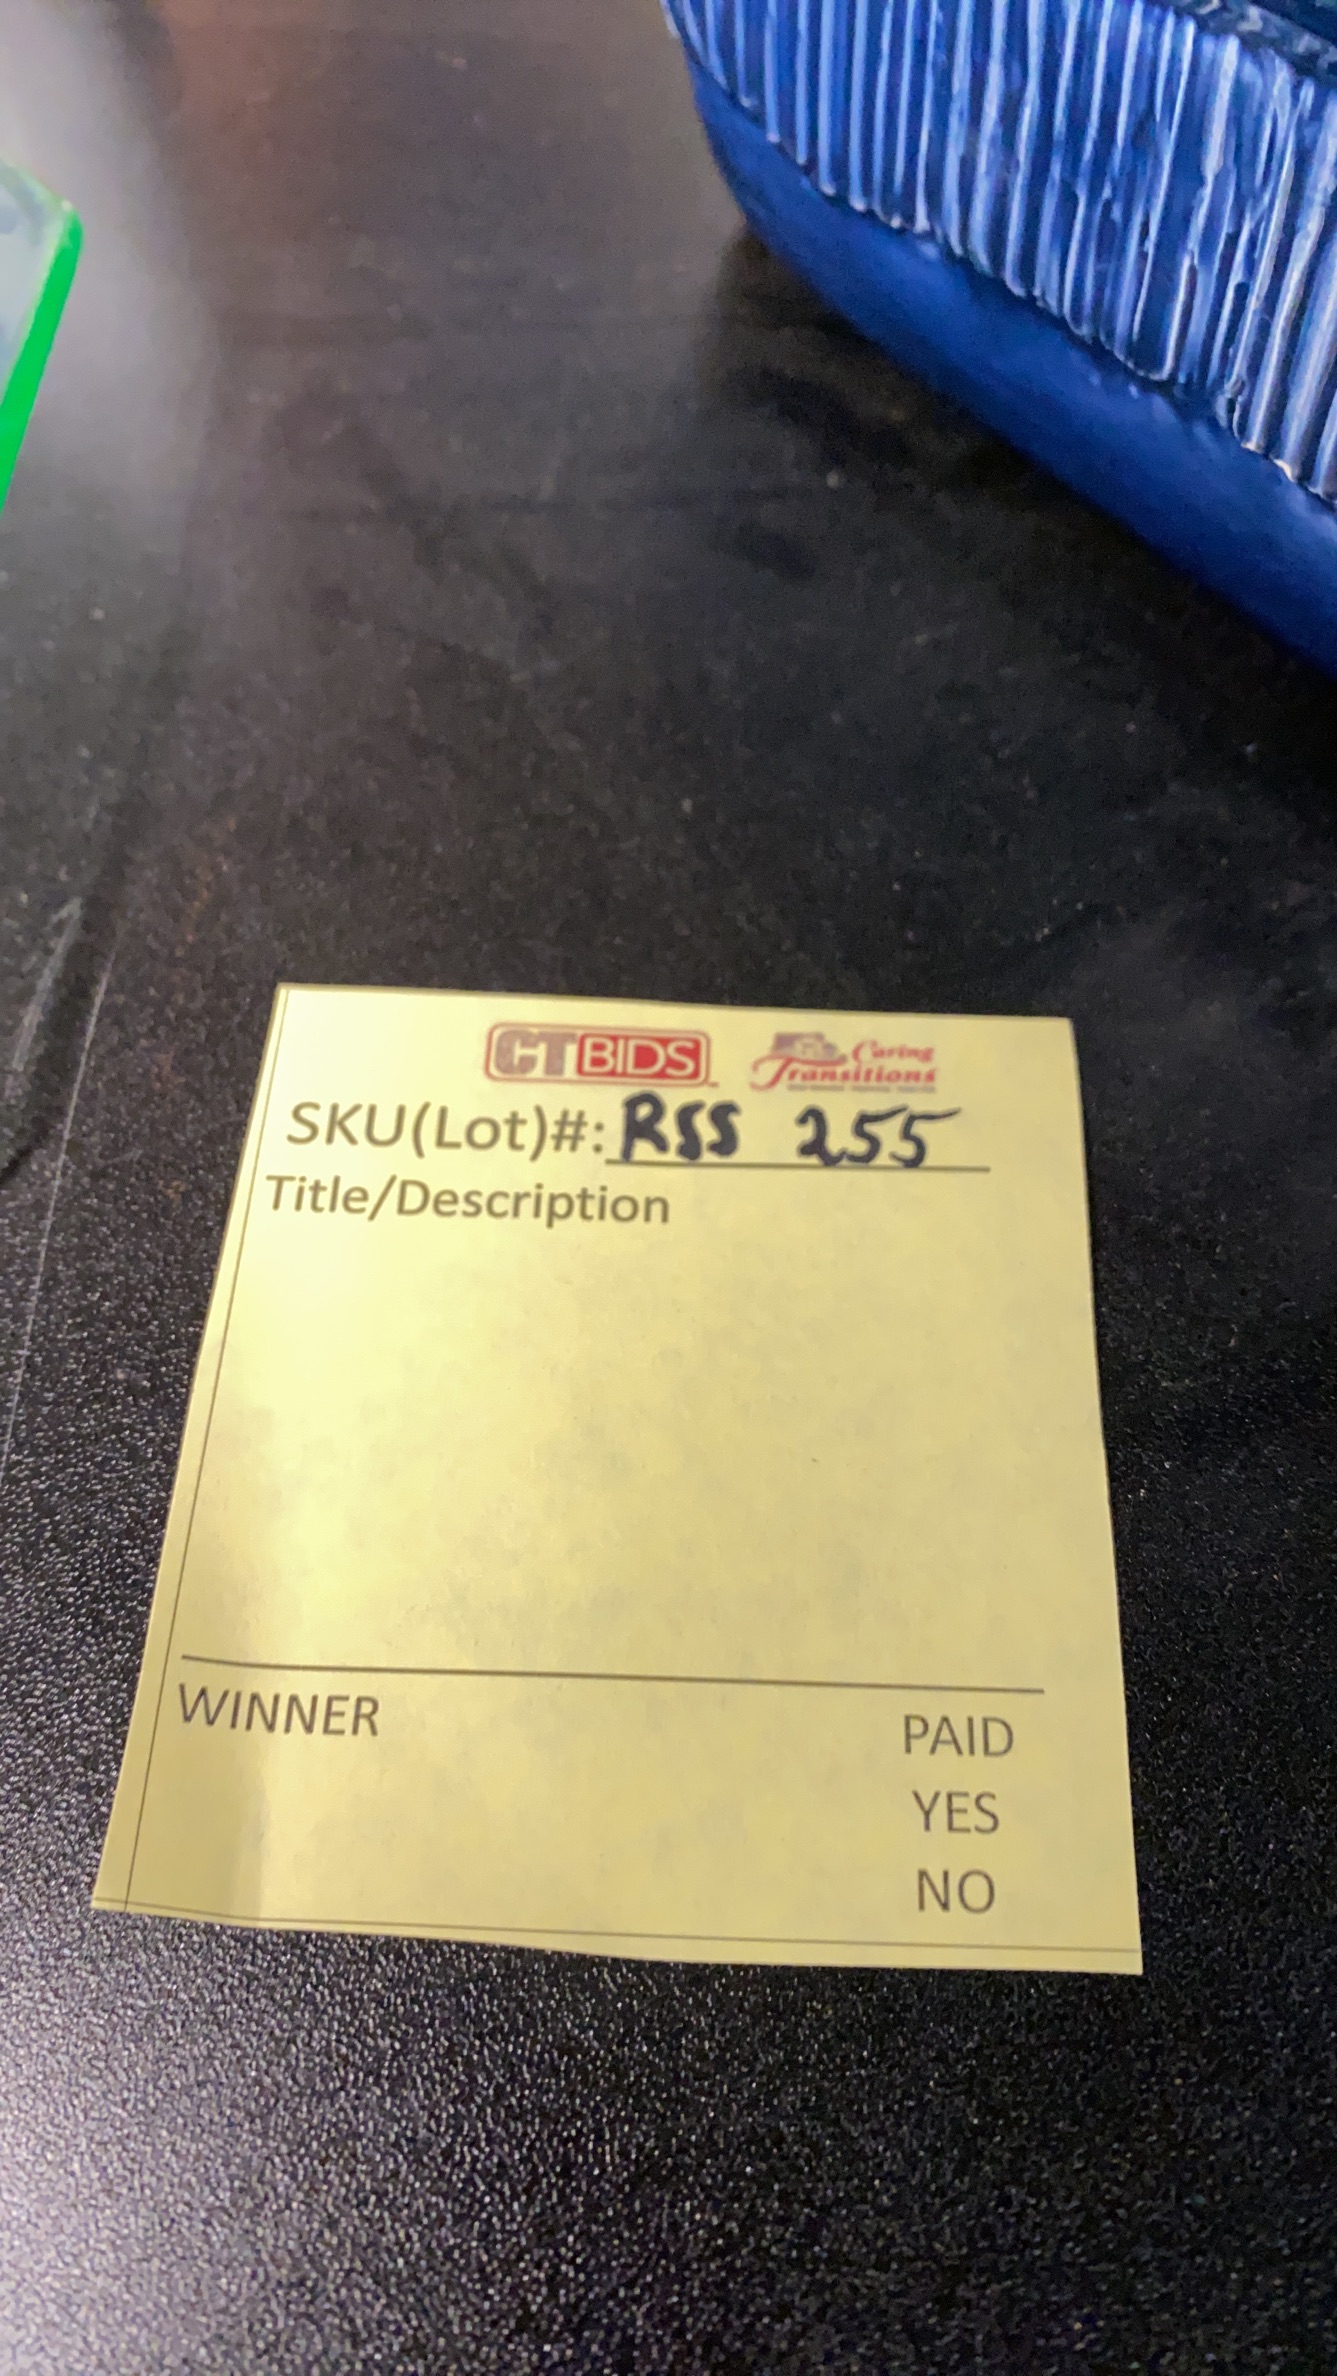 CTBIDS Caring Transitions
SKU(Lot)#: RSS 255
Title/Description
WINNER PAID
YES
NO